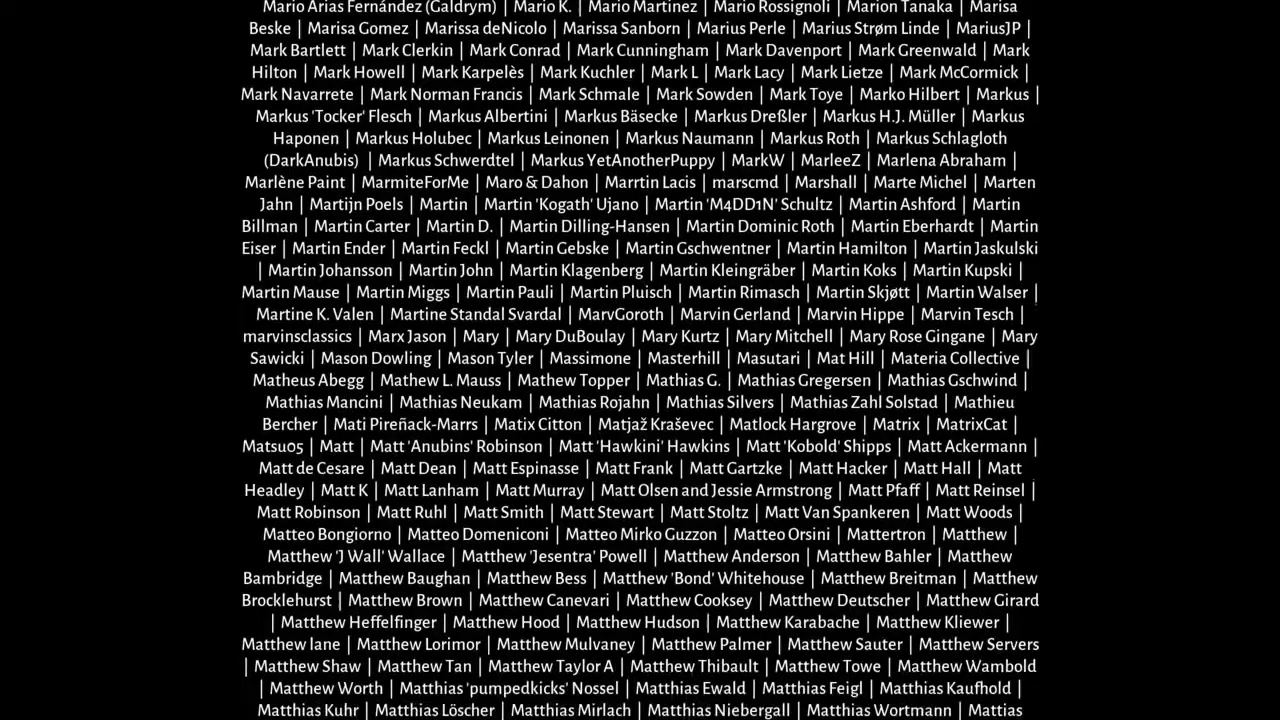 Mario Arias Fernández (Galdrym) | Mario K. | Mario Martinez | Mario Rossignoli | Marion Tanaka | Marisa
Beske | Marisa Gomez | Marissa deNicolo | Marissa Sanborn | Marius Perle | Marius Strøm Linde | MariusJP |
Mark Bartlett | Mark Clerkin | Mark Conrad | Mark Cunningham | Mark Davenport | Mark Greenwald | Mark
Hilton | Mark Howell | Mark Karpelès | Mark Kuchler | Mark L | Mark Lacy | Mark Lietze | Mark McCormick |
Mark Navarrete | Mark Norman Francis | Mark Schmale | Mark Sowden | Mark Toye | Marko Hilbert | Markus |
Markus 'Tocker' Flesch | Markus Albertini | Markus Bäsecke | Markus Dreßler | Markus H.J. Müller | Markus
Haponen | Markus Holubec | Markus Leinonen | Markus Naumann | Markus Roth | Markus Schlagloth
(DarkAnubis) | Markus Schwerdtel | Markus YetAnotherPuppy | MarkW | MarleeZ | Marlena Abraham |
Marlène Paint | MarmiteForMe | Maro & Dahon | Marrtin Lacis | marscmd | Marshall | Marte Michel | Marten
Jahn | Martijn Poels | Martin | Martin 'Kogath' Ujano | Martin 'M4DD1N' Schultz | Martin Ashford | Martin
Billman | Martin Carter | Martin D. | Martin Dilling-Hansen | Martin Dominic Roth | Martin Eberhardt | Martin
Eiser | Martin Ender | Martin Feckl | Martin Gebske | Martin Gschwentner | Martin Hamilton | Martin Jaskulski
| Martin Johansson | Martin John | Martin Klagenberg | Martin Kleingräber | Martin Koks | Martin Kupski |
Martin Mause | Martin Miggs | Martin Pauli | Martin Pluisch | Martin Rimasch | Martin Skjøtt | Martin Walser |
Martine K. Valen | Martine Standal Svardal | MarvGoroth | Marvin Gerland | Marvin Hippe | Marvin Tesch |
marvinsclassics | Marx Jason | Mary | Mary DuBoulay | Mary Kurtz | Mary Mitchell | Mary Rose Gingane | Mary
Sawicki | Mason Dowling | Mason Tyler | Massimone | Masterhill | Masutari | Mat Hill | Materia Collective |
Matheus Abegg | Mathew L. Mauss | Mathew Topper | Mathias G. | Mathias Gregersen | Mathias Gschwind |
Mathias Mancini | Mathias Neukam | Mathias Rojahn | Mathias Silvers | Mathias Zahl Solstad | Mathieu
Bercher | Mati Pireñack-Marrs | Matix Citton | Matjaž Kraševec | Matlock Hargrove | Matrix | MatrixCat |
Matsu05 | Matt | Matt 'Anubins' Robinson | Matt 'Hawkini' Hawkins | Matt 'Kobold' Shipps | Matt Ackermann |
Matt de Cesare | Matt Dean | Matt Espinasse | Matt Frank | Matt Gartzke | Matt Hacker | Matt Hall | Matt
Headley | Matt K | Matt Lanham | Matt Murray | Matt Olsen and Jessie Armstrong | Matt Pfaff | Matt Reinsel |
Matt Robinson | Matt Ruhl | Matt Smith | Matt Stewart | Matt Stoltz | Matt Van Spankeren | Matt Woods |
Matteo Bongiorno | Matteo Domeniconi | Matteo Mirko Guzzon | Matteo Orsini | Mattertron | Matthew |
Matthew 'J Wall' Wallace | Matthew 'Jesentra' Powell | Matthew Anderson | Matthew Bahler | Matthew
Bambridge | Matthew Baughan | Matthew Bess | Matthew 'Bond' Whitehouse | Matthew Breitman | Matthew
Brocklehurst | Matthew Brown | Matthew Canevari | Matthew Cooksey | Matthew Deutscher | Matthew Girard
| Matthew Heffelfinger | Matthew Hood | Matthew Hudson | Matthew Karabache | Matthew Kliewer |
Matthew lane | Matthew Lorimor | Matthew Mulvaney | Matthew Palmer | Matthew Sauter | Matthew Servers
| Matthew Shaw | Matthew Tan | Matthew Taylor A | Matthew Thibault | Matthew Towe | Matthew Wambold
| Matthew Worth | Matthias 'pumpedkicks' Nossel | Matthias Ewald | Matthias Feigl | Matthias Kaufhold |
Matthias Kuhr | Matthias Löscher | Matthias Mirlach | Matthias Niebergall | Matthias Wortmann | Mattias